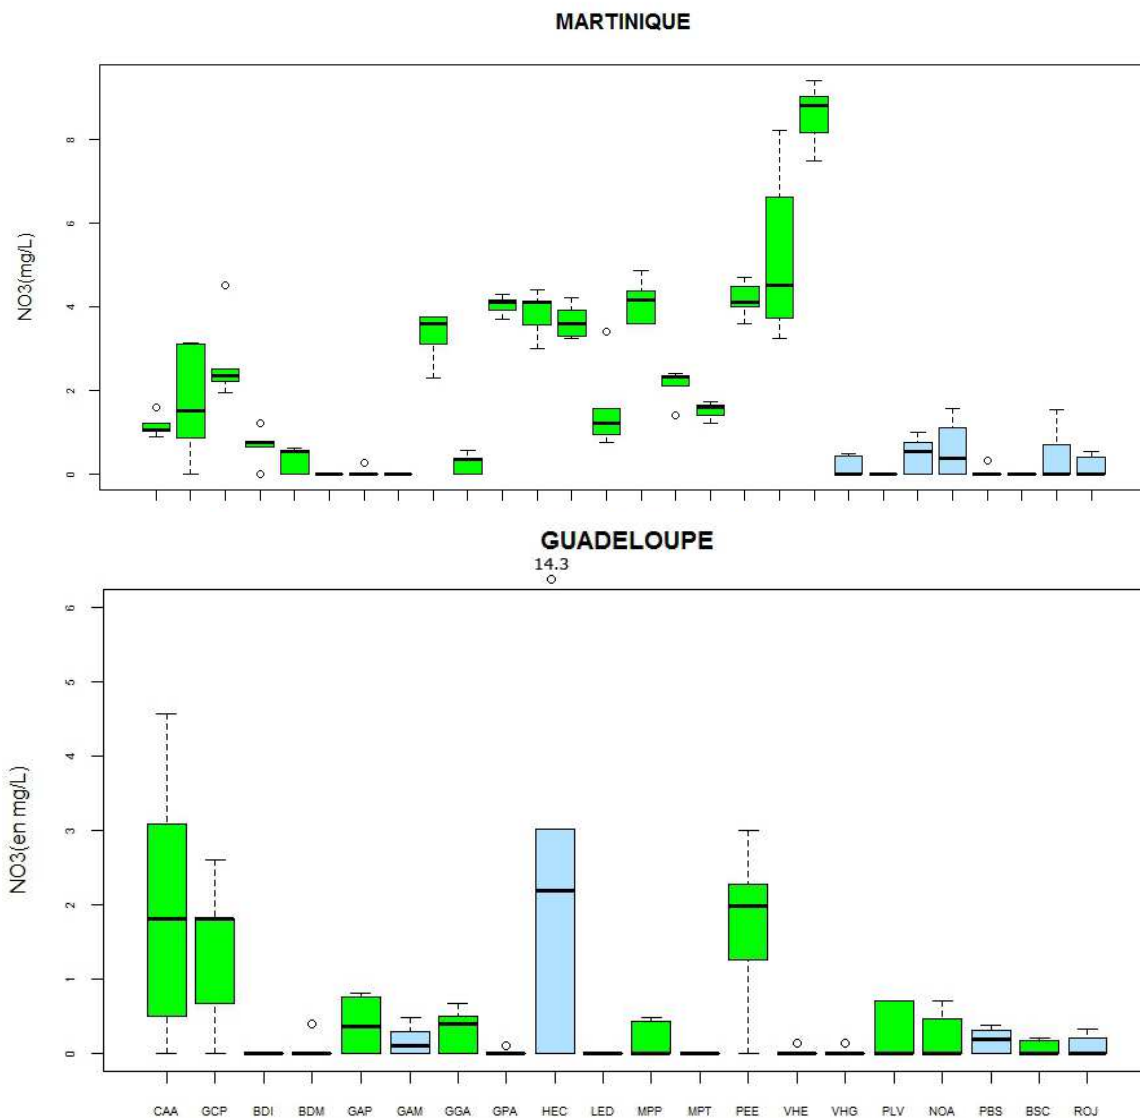 MARTINIQUE
NO3(mg/L)
8
6
4
2
0
GUADELOUPE
14.3
NO3(en mg/L)
6
5
4
3
2
1
0
CAA GCP BDI BDM GAP GAM GGA GPA HEC LED MPP MPT PEE VHE VHG PLV NOA PBS BSC ROJ